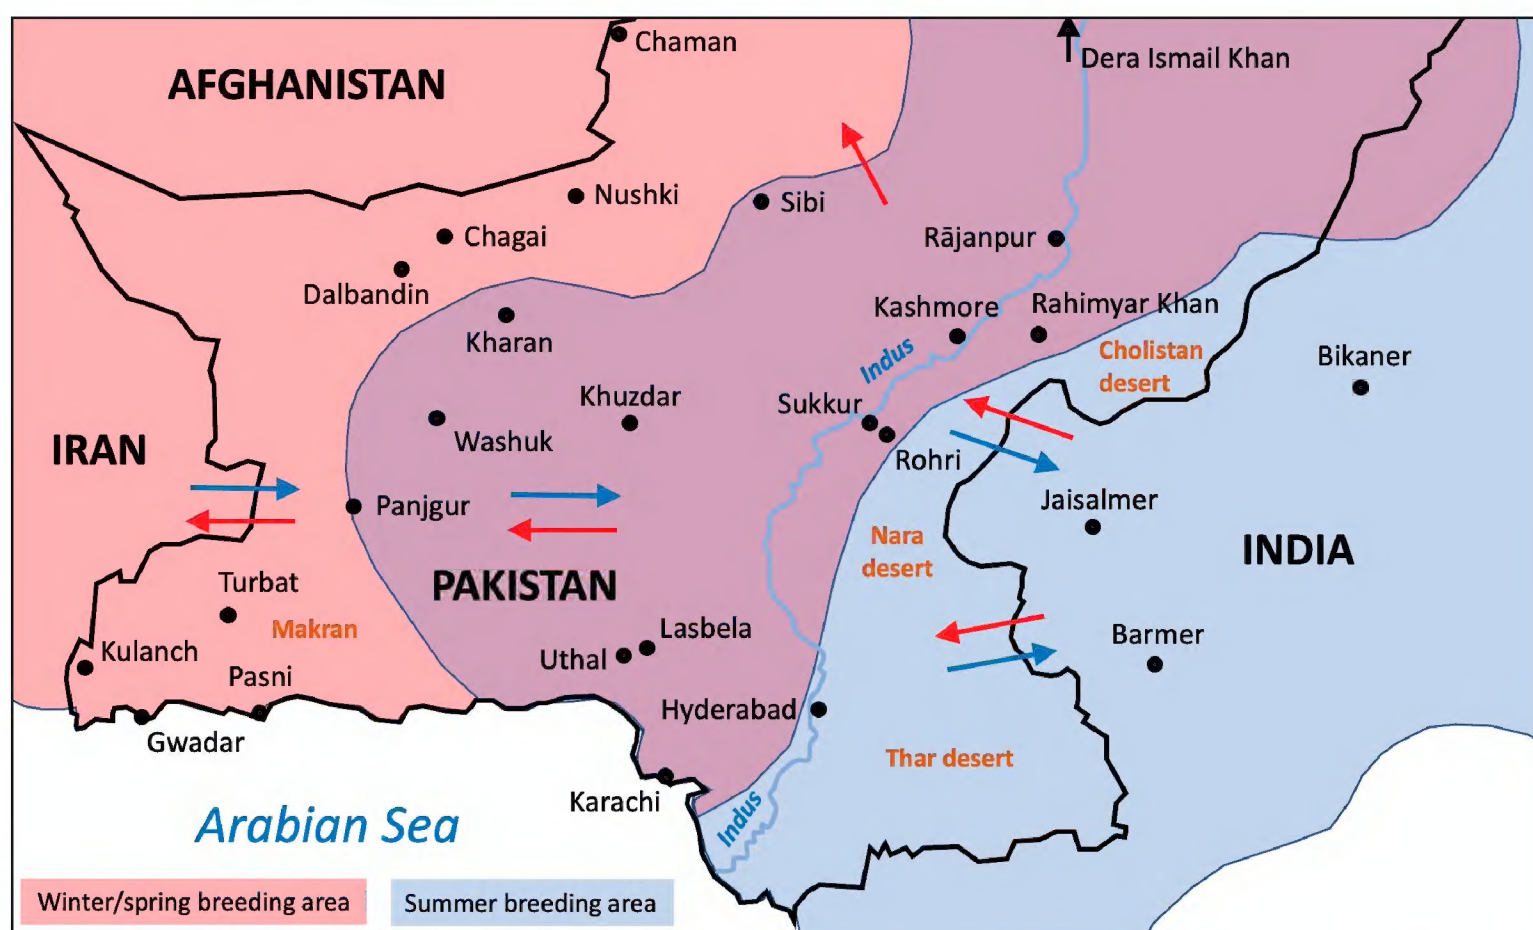 Chaman
Dera Ismail Khan
AFGHANISTAN
Nushki
Sibi
Chagai
Rājanpur
Dalbandin
Kharan
Kashmore
Rahimyar Khan
Indus
Cholistan
desert
Bikaner
Khuzdar
Sukkur
Washuk
IRAN
Rohri
Panjgur
Jaisalmer
Nara
desert
INDIA
PAKISTAN
Turbat
Makran
Lasbela
Barmer
Kulanch
Uthal
Pasni
Hyderabad
Gwadar
Thar desert
Karachi
Indus
Arabian Sea
Winter/spring breeding area
Summer breeding area